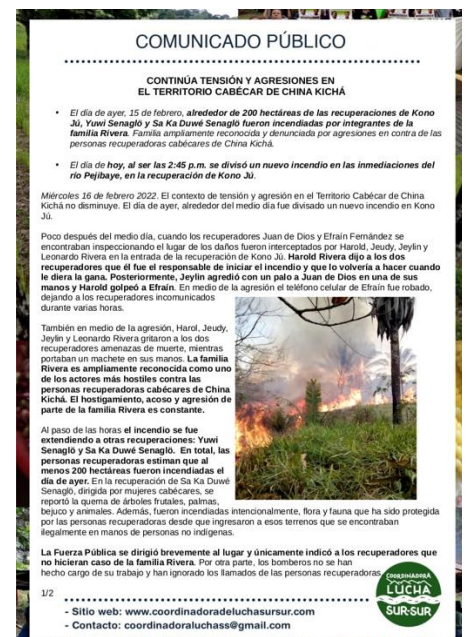 COMUNICADO PÚBLICO
CONTINÚA TENSIÓN Y AGRESIONES EN
EL TERRITORIO CABÉCAR DE CHINA KICHÁ
• El día de ayer, 15 de febrero, alrededor de 200 hectáreas de las recuperaciones de Kono
Jú, Yuwi Senaglö y Sa Ka Duwé Senaglö fueron incendiadas por integrantes de la
familia Rivera. Familia ampliamente reconocida y denunciada por agresiones en contra de las
personas recuperadoras cabécares de China Kichá.
• El día de hoy, al ser las 2:45 p.m. se divisó un nuevo incendio en las inmediaciones del
río Pejibaye, en la recuperación de Kono Jú.
Miércoles 16 de febrero 2022. El contexto de tensión y agresión en el Territorio Cabécar de China
Kichá no disminuye. El día de ayer, alrededor del medio día fue divisado un nuevo incendio en Kono
Jú.
Poco después del medio día, cuando los recuperadores Juan de Dios y Efraín Fernández se
encontraban inspeccionando el lugar de los daños fueron interceptados por Harold, Jeudy, Jeylin y
Leonardo Rivera en la entrada de la recuperación de Kono Jú. Harold Rivera dijo a los dos
recuperadores que él fue el responsable de iniciar el incendio y que lo volvería a hacer cuando
le diera la gana. Posteriormente, Jeylin agredió con un palo a Juan de Dios en una de sus
manos y Harold golpeó a Efraín. En medio de la agresión el teléfono celular de Efraín fue robado,
dejando a los recuperadores incomunicados
durante varias horas.
También en medio de la agresión, Harol, Jeudy,
Jeylin y Leonardo Rivera gritaron a los dos
recuperadores amenazas de muerte, mientras
portaban un machete en sus manos. La familia
Rivera es ampliamente reconocida como uno
de los actores más hostiles contra las
personas recuperadoras cabécares de China
Kichá. El hostigamiento, acoso y agresión de
parte de la familia Rivera es constante.
Al paso de las horas el incendio se fue
extendiendo a otras recuperaciones: Yuwi
Senaglö y Sa Ka Duwé Senaglö. En total, las
personas recuperadoras estiman que al
menos 200 hectáreas fueron incendiadas el
día de ayer. En la recuperación de Sa Ka Duwé
Senaglö, dirigida por mujeres cabécares, se
reportó la quema de árboles frutales, palmas,
bejuco y animales. Además, fueron incendiadas intencionalmente, flora y fauna que ha sido protegida
por las personas recuperadoras desde que ingresaron a esos terrenos que se encontraban
ilegalmente en manos de personas no indígenas.
La Fuerza Pública se dirigió brevemente al lugar y únicamente indicó a los recuperadores que
no hicieran caso de la familia Rivera. Por otra parte, los bomberos no se han
hecho cargo de su trabajo y han ignorado los llamados de las personas recuperadoras.
1/2
- Sitio web: www.coordinadoradeluchasursur.com
- Contacto: coordinadoraluchass@gmail.com
COORDINADORA
LUCHA
SUR-SUR